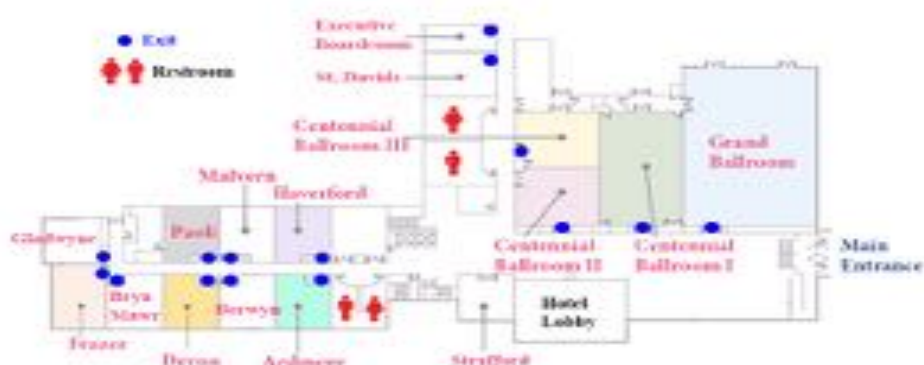 Executive
Boardroom
Exit
Restroom
St. Davids
Centennial
Ballroom III
Grand
Ballroom
Malvern
Haverford
Gladwyne
Paoli
Centennial
Ballroom II
Centennial
Ballroom I
Main
Entrance
Bryn
Mawr
Berwyn
Hotel
Lobby
Frazer
Devon
Ardmore
Strafford